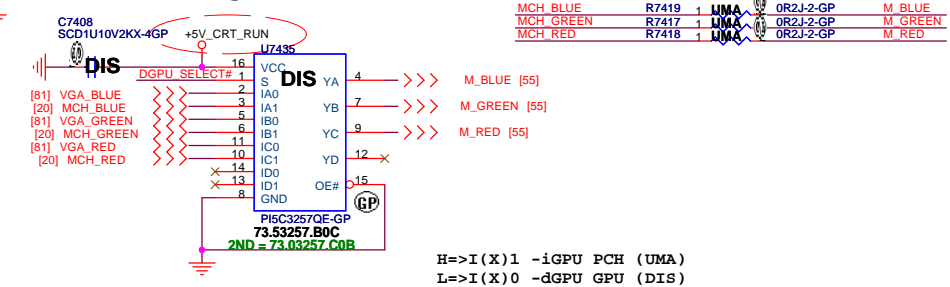 C7408
SCD1U10V2KX-4GP
+5V_CRT_RUN
DIS
DGPU_SELECT#
[81] VGA_BLUE
[20] MCH_BLUE
[81] VGA_GREEN
[20] MCH_GREEN
[81] VGA_RED
[20] MCH_RED
U7435
16 VCC
1 S
DIS
2 IA0
3 IA1
5 IB0
6 IB1
11 IC0
10 IC1
14 ID0
13 ID1
8 GND
YA 4
YB 7
YC 9
YD 12
OE# 15
M_BLUE [55]
M_GREEN [55]
M_RED [55]
GP
PI5C3257QE-GP
73.53257.B0C
2ND = 73.03257.C0B
MCH_BLUE R7419 1 UMA 0R2J-2-GP M_BLUE
MCH_GREEN R7417 1 UMA 0R2J-2-GP M_GREEN
MCH_RED R7418 1 UMA 0R2J-2-GP M_RED
H=>I(X)1 -iGPU PCH (UMA)
L=>I(X)0 -dGPU GPU (DIS)